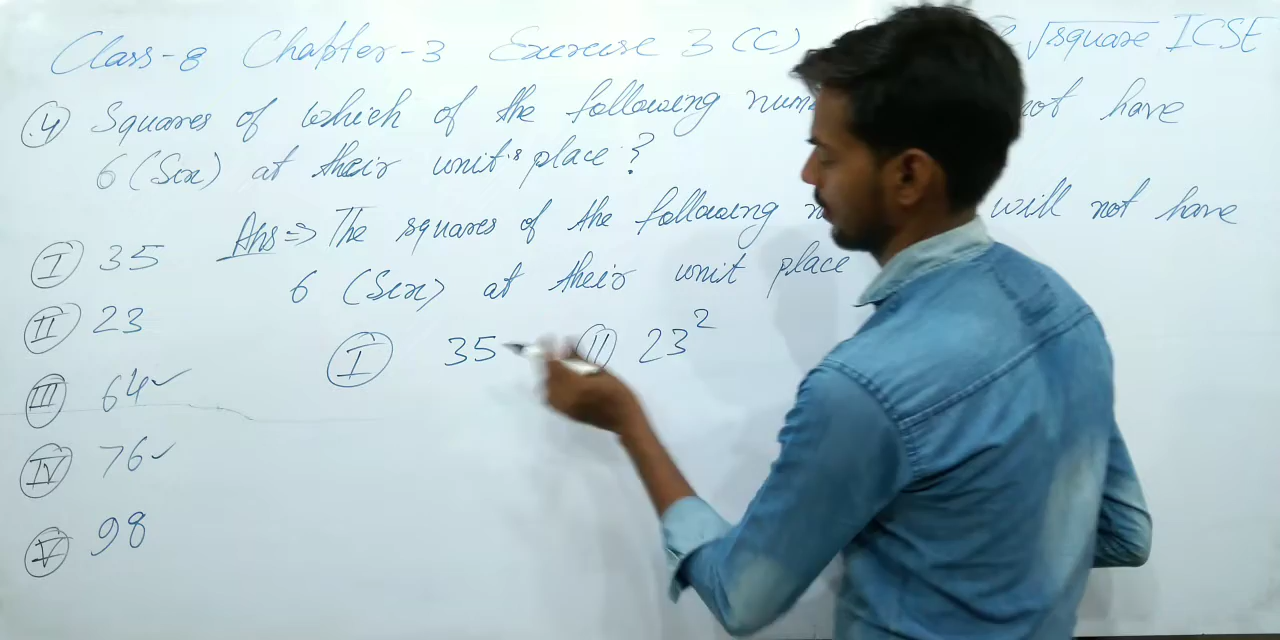 Class-8 Chapter-3 Exercise 3 (C) √square ICSE
(4) Squares of which of the following not have
6 (Six) at their unit's place ?
Ans ⇒ The squares of the following will not have
6 (Six) at their unit place
(I) 35
(II) 23
(III) 64 ✓
(IV) 76 ✓
(V) 98
(I) 35 (II) 23²